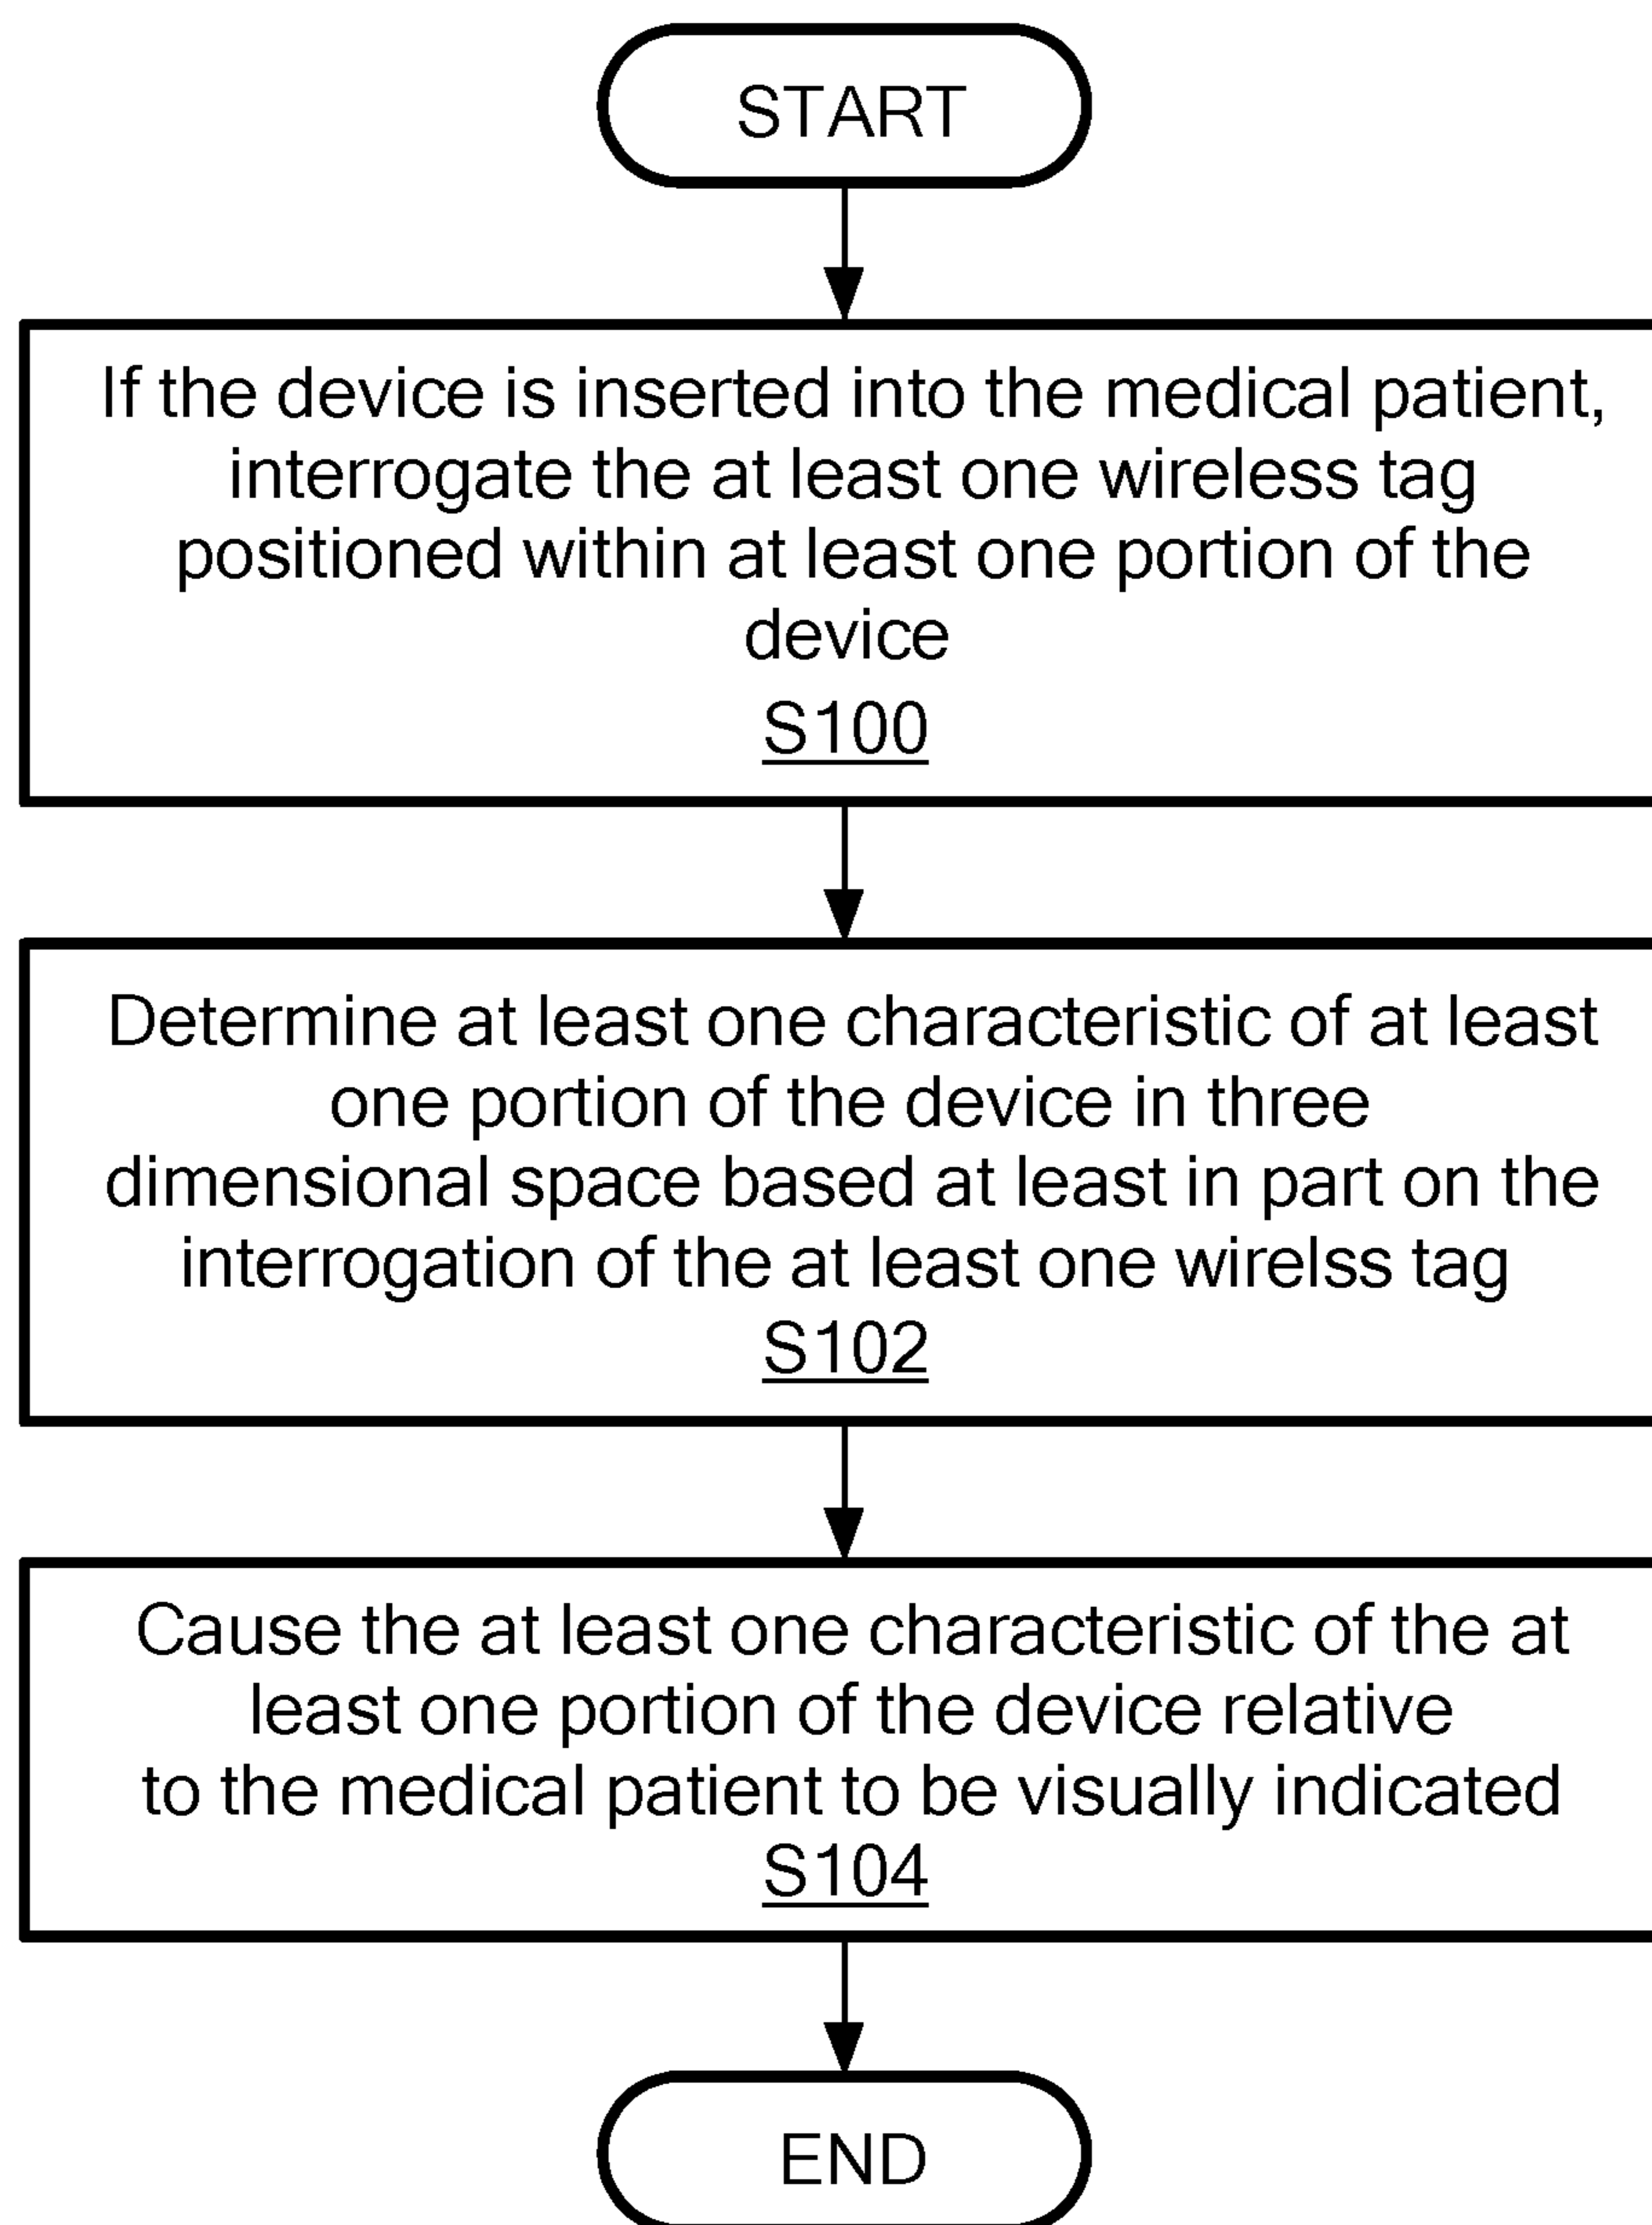 START
If the device is inserted into the medical patient,
interrogate the at least one wireless tag
positioned within at least one portion of the
device
S100
Determine at least one characteristic of at least
one portion of the device in three
dimensional space based at least in part on the
interrogation of the at least one wirelss tag
S102
Cause the at least one characteristic of the at
least one portion of the device relative
to the medical patient to be visually indicated
S104
END